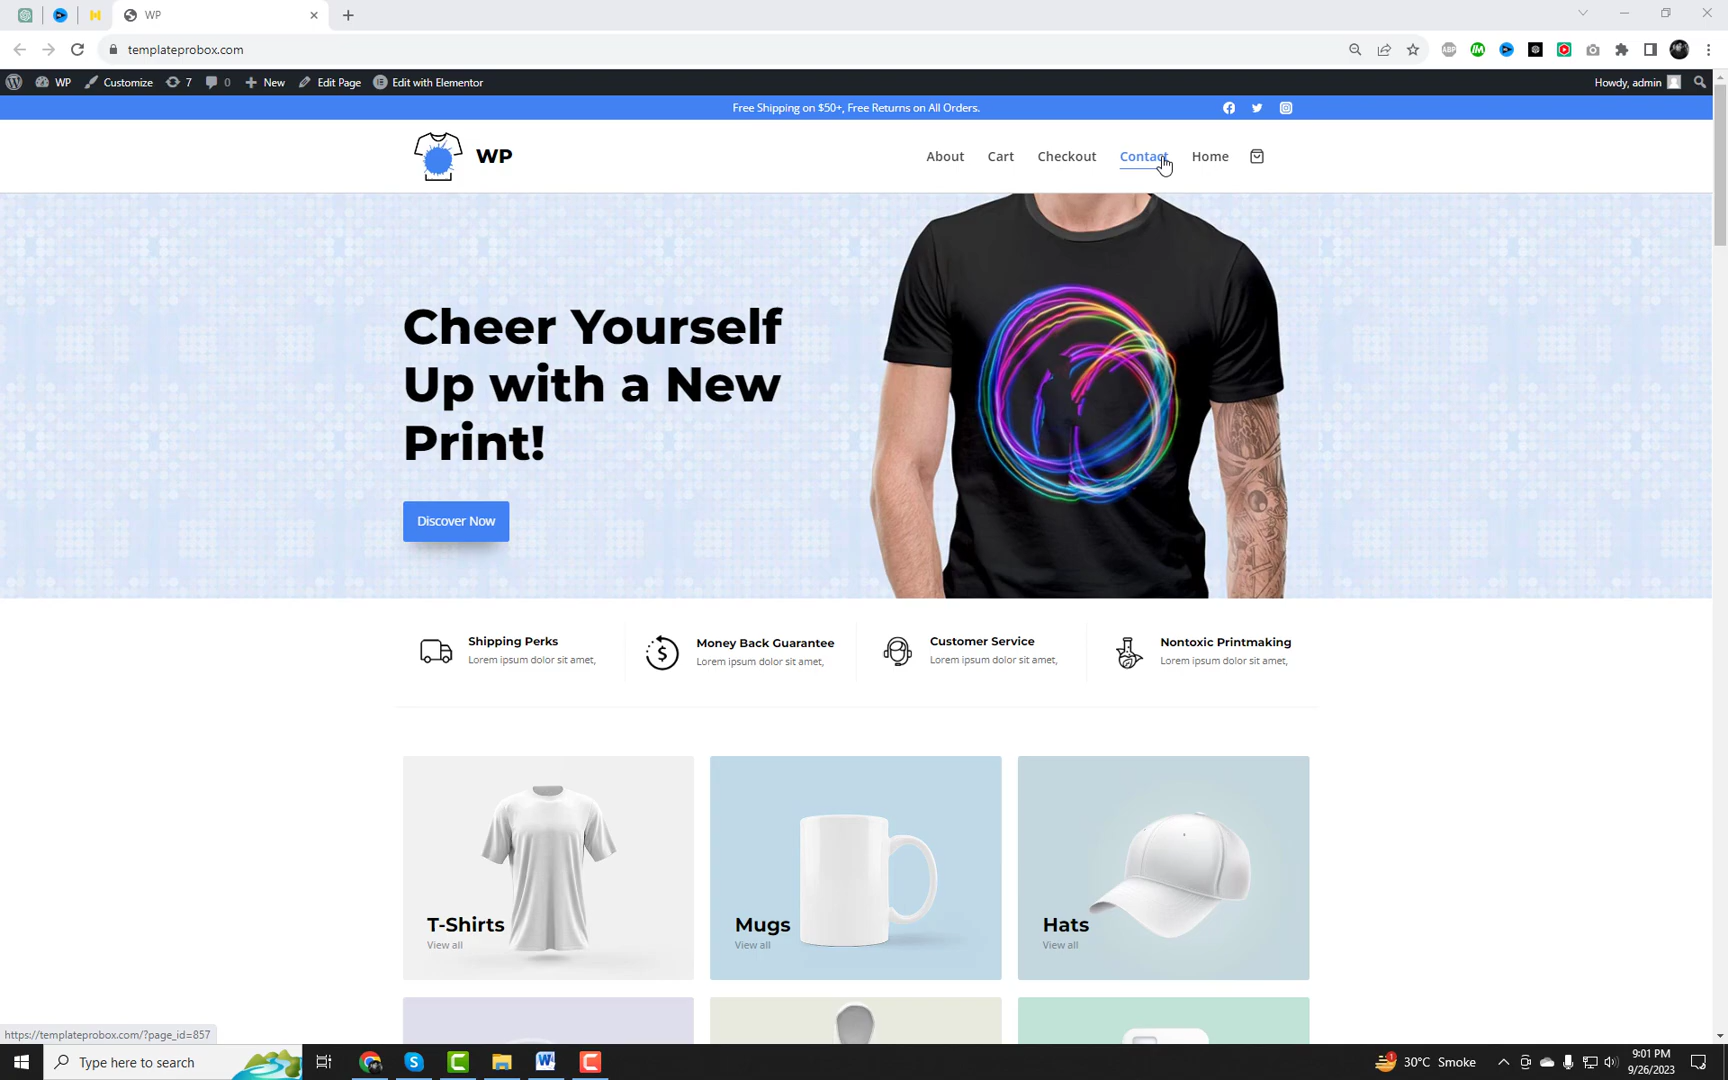 WP
templateprobox.com
WP
Customize
7
0
New
Edit Page
Edit with Elementor
Howdy, admin
Free Shipping on $50+, Free Returns on All Orders.
WP
About
Cart
Checkout
Contact
Home
Cheer Yourself
Up with a New
Print!
Discover Now
Shipping Perks
Lorem ipsum dolor sit amet,
Money Back Guarantee
Lorem ipsum dolor sit amet,
Customer Service
Lorem ipsum dolor sit amet,
Nontoxic Printmaking
Lorem ipsum dolor sit amet,
T-Shirts
View all
Mugs
View all
Hats
View all
https://templateprobox.com/?page_id=857
Type here to search
30°C Smoke
9:01 PM
9/26/2023